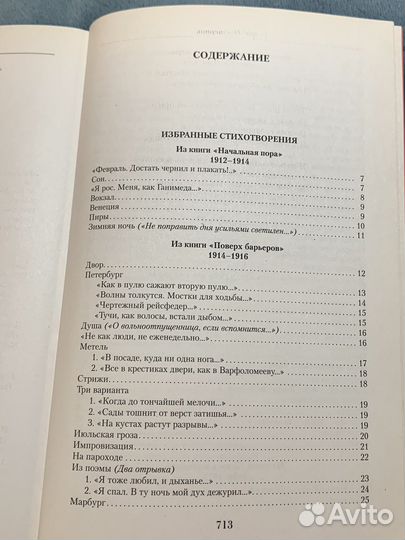 СОДЕРЖАНИЕ
ИЗБРАННЫЕ СТИХОТВОРЕНИЯ
Из книги «Начальная пора»
1912–1914
«Февраль. Достать чернил и плакать!..» 7
Сон 7
«Я рос. Меня, как Ганимеда...» 7
Вокзал 8
Венеция 9
Пиры 10
Зимняя ночь («Не поправить дня усильями светилен...») 11
Из книги «Поверх барьеров»
1914–1916
Двор 12
Петербург
«Как в пулю сажают вторую пулю...» 13
«Волны толкутся. Мостки для ходьбы...» 14
«Чертежный рейсфедер...» 14
«Тучи, как волосы, встали дыбом...» 15
Душа («О вольноотпущенница, если вспомнится...») 16
«Не как люди, не еженедельно...» 16
Метель
1. «В посаде, куда ни одна нога...» 17
2. «Все в крестиках двери, как в Варфоломееву...» 18
Стрижи 18
Три варианта
1. «Когда до тончайшей мелочи...» 19
2. «Сады тошнит от верст затишья...» 19
3. «На кустах растут разрывы...» 19
Июльская гроза 20
Импровизация 21
На пароходе 22
Из поэмы (Два отрывка)
1. «Я тоже любил, и дыханье...» 23
2. «Я спал. В ту ночь мой дух дежурил...» 24
Марбург 25
713
Avito